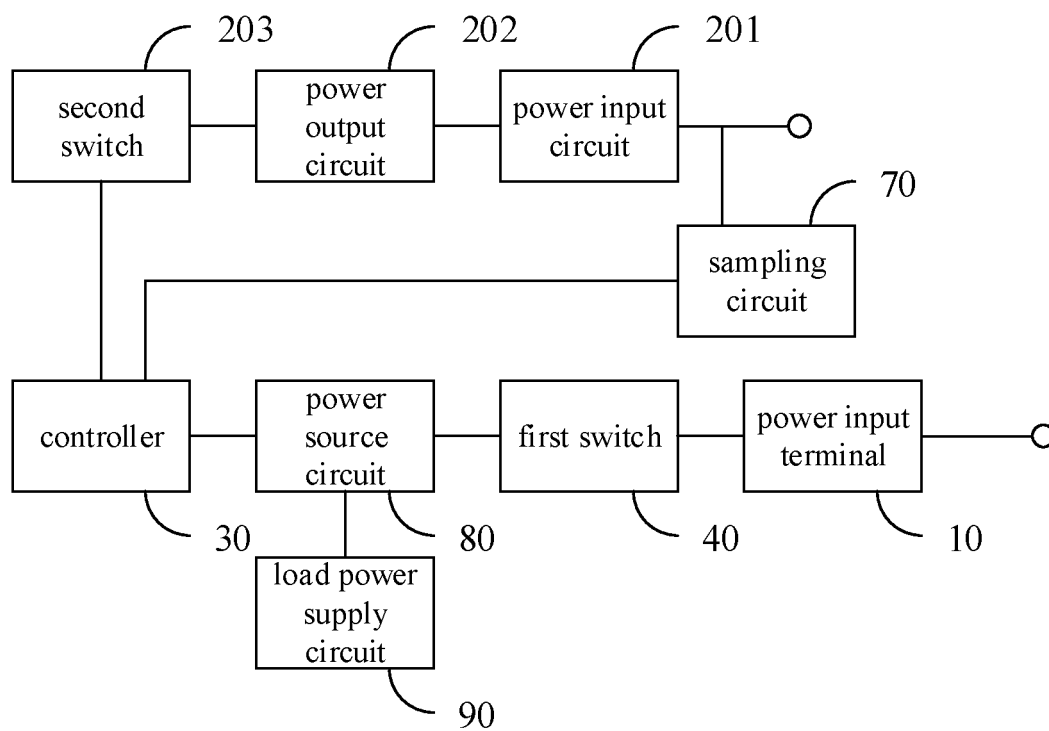 203
202
201
second
switch
power
output
circuit
power input
circuit
70
sampling
circuit
controller
power
source
circuit
first switch
power input
terminal
30
80
40
10
load power
supply
circuit
90